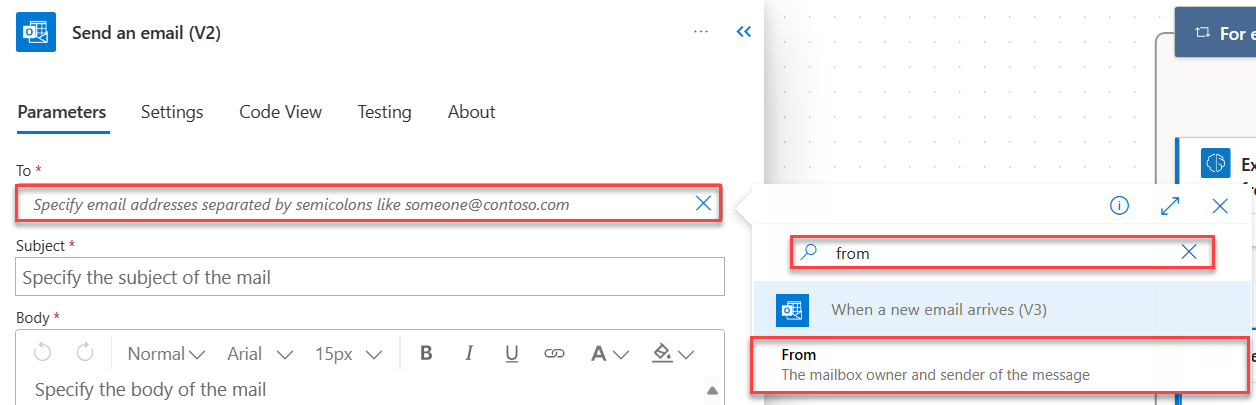 Send an email (V2)
For e
Parameters Settings Code View Testing About
To *
Specify email addresses separated by semicolons like someone@contoso.com
Subject *
Specify the subject of the mail
Body *
Normal Arial 15px B I U A
Specify the body of the mail
from
When a new email arrives (V3)
From
The mailbox owner and sender of the message
Ex